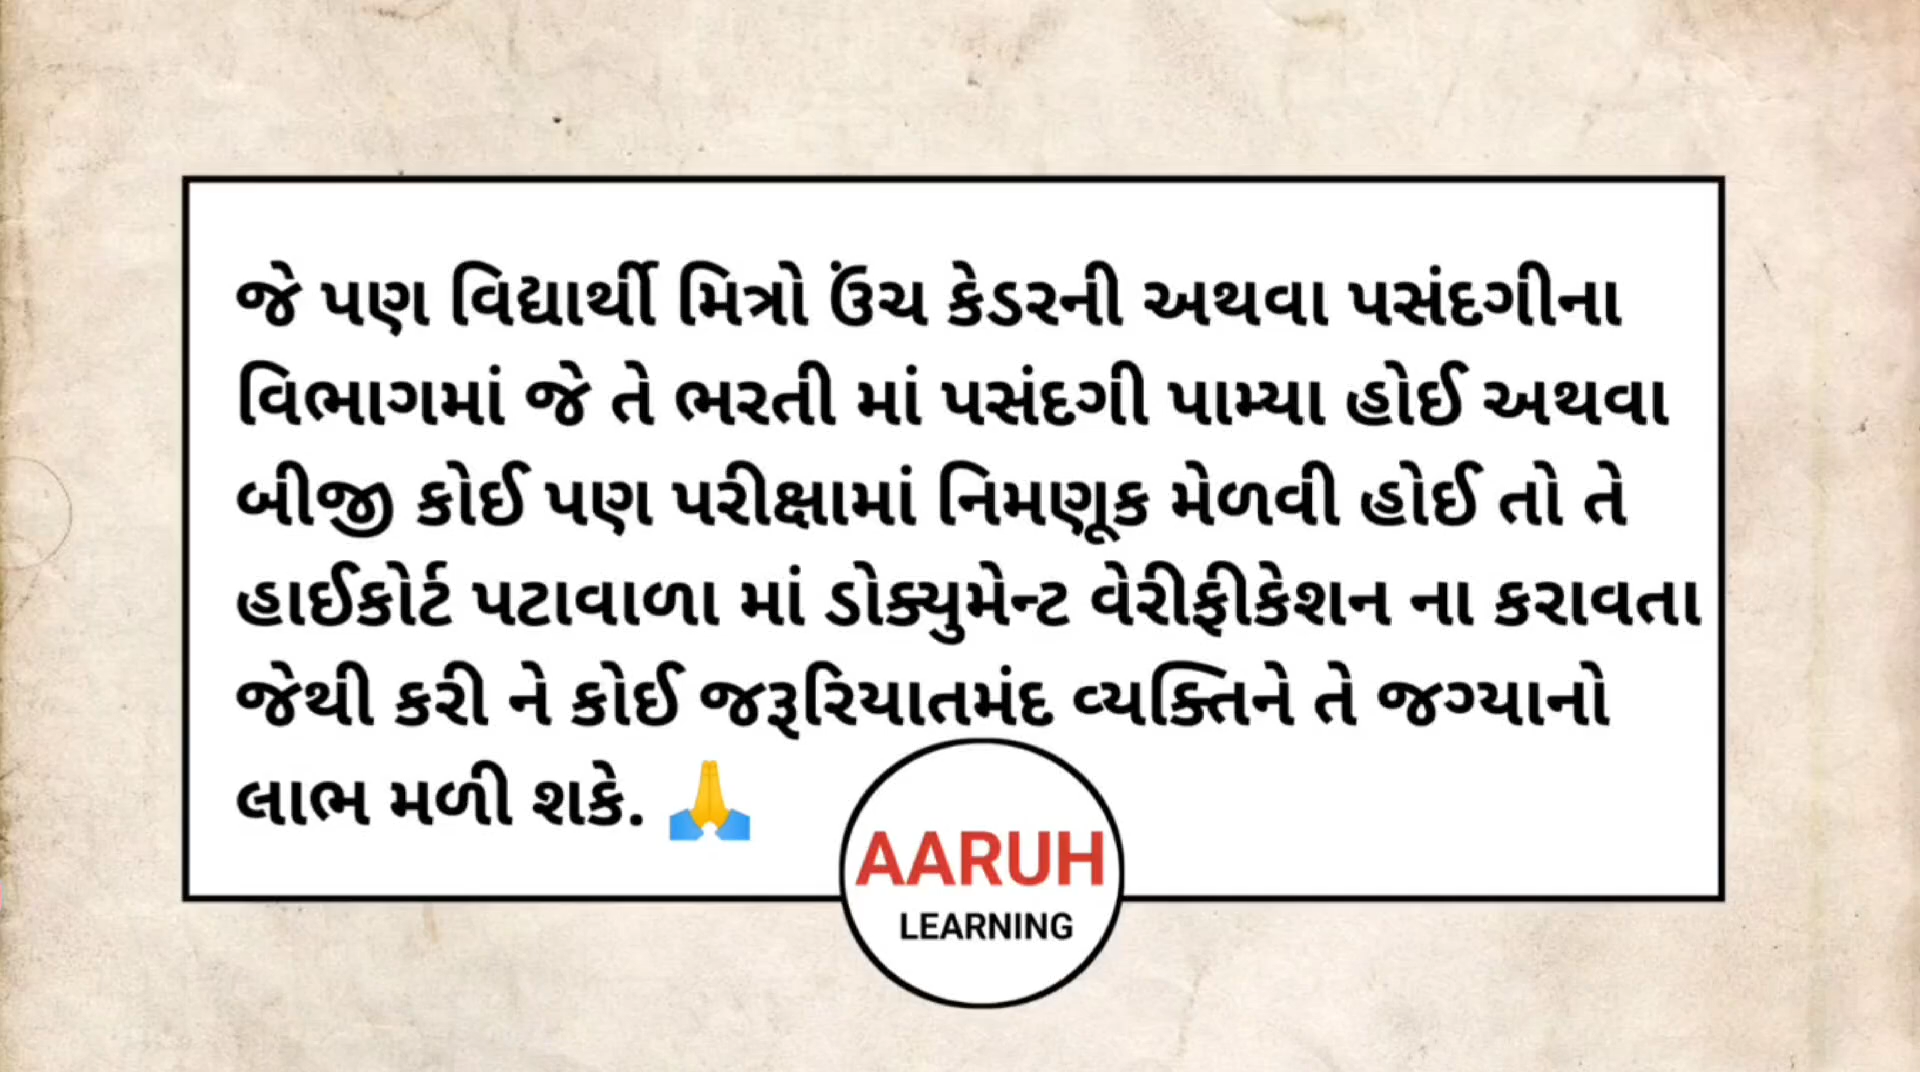 જે પણ વિદ્યાર્થી મિત્રો ઉંચ કેડરની અથવા પસંદગીના
વિભાગમાં જે તે ભરતી માં પસંદગી પામ્યા હોઈ અથવા
બીજી કોઈ પણ પરીક્ષામાં નિમણૂક મેળવી હોઈ તો તે
હાઈકોર્ટ પટાવાળા માં ડોક્યુમેન્ટ વેરીફીકેશન ના કરાવતા
જેથી કરી ને કોઈ જરૂરિયાતમંદ વ્યક્તિને તે જગ્યાનો
લાભ મળી શકે. 🙏
AARUH
LEARNING